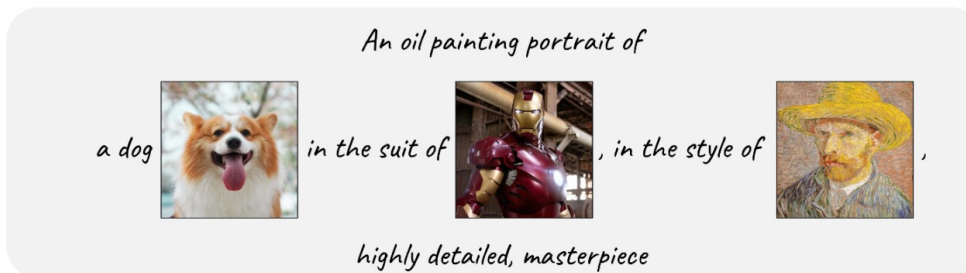 An oil painting portrait of
a dog in the suit of , in the style of ,
highly detailed, masterpiece